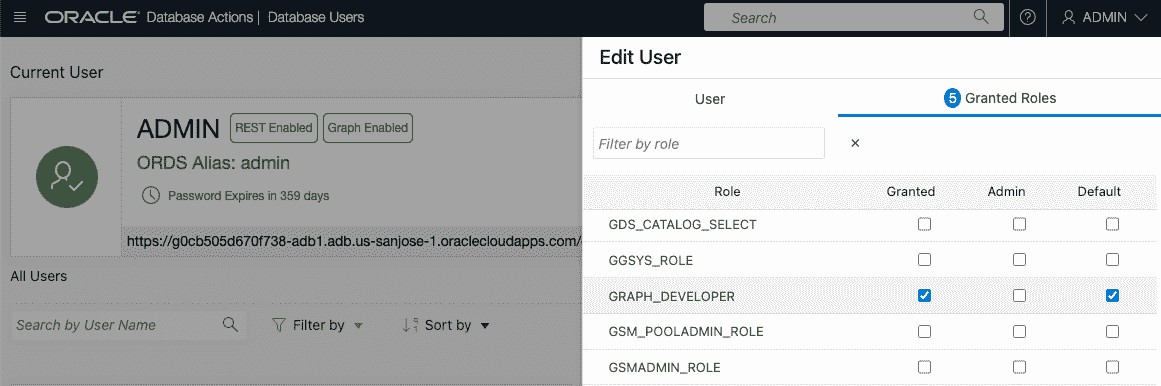 ORACLE Database Actions | Database Users
Search
ADMIN
Current User
ADMIN REST Enabled Graph Enabled
ORDS Alias: admin
Password Expires in 359 days
https://g0cb505d670f738-adb1.adb.us-sanjose-1.oraclecloudapps.com/
All Users
Search by User Name
Filter by
Sort by
Edit User
User
5 Granted Roles
Filter by role
Role Granted Admin Default
GDS_CATALOG_SELECT
GGSYS_ROLE
GRAPH_DEVELOPER
GSM_POOLADMIN_ROLE
GSMADMIN_ROLE